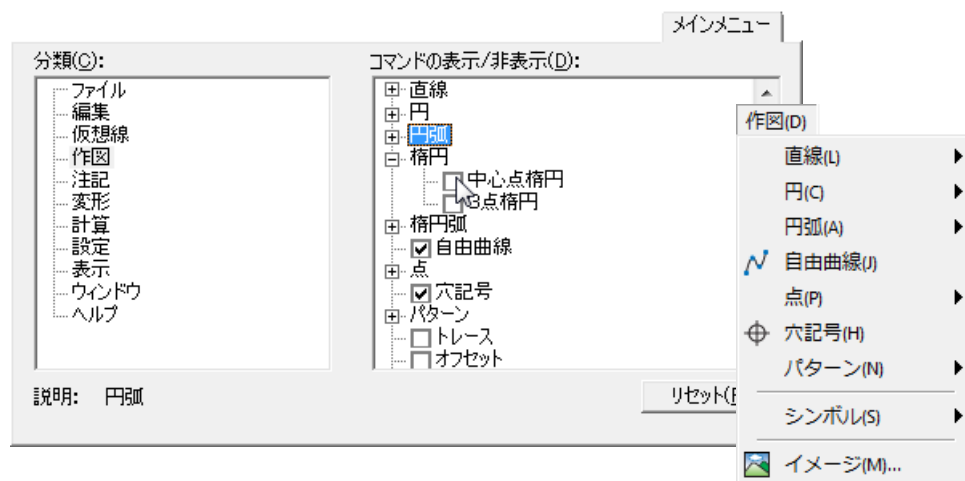 メインメニュー
分類(C):
ファイル
編集
仮想線
作図
注記
変形
計算
設定
表示
ウィンドウ
ヘルプ
説明: 円弧
コマンドの表示/非表示(D):
直線
円
円弧
楕円
中心点楕円
3点楕円
楕円弧
自由曲線
点
穴記号
パターン
トレース
オフセット
リセット(
作図(D)
直線(L)
円(C)
円弧(A)
自由曲線(J)
点(P)
穴記号(H)
パターン(N)
シンボル(S)
イメージ(M)...